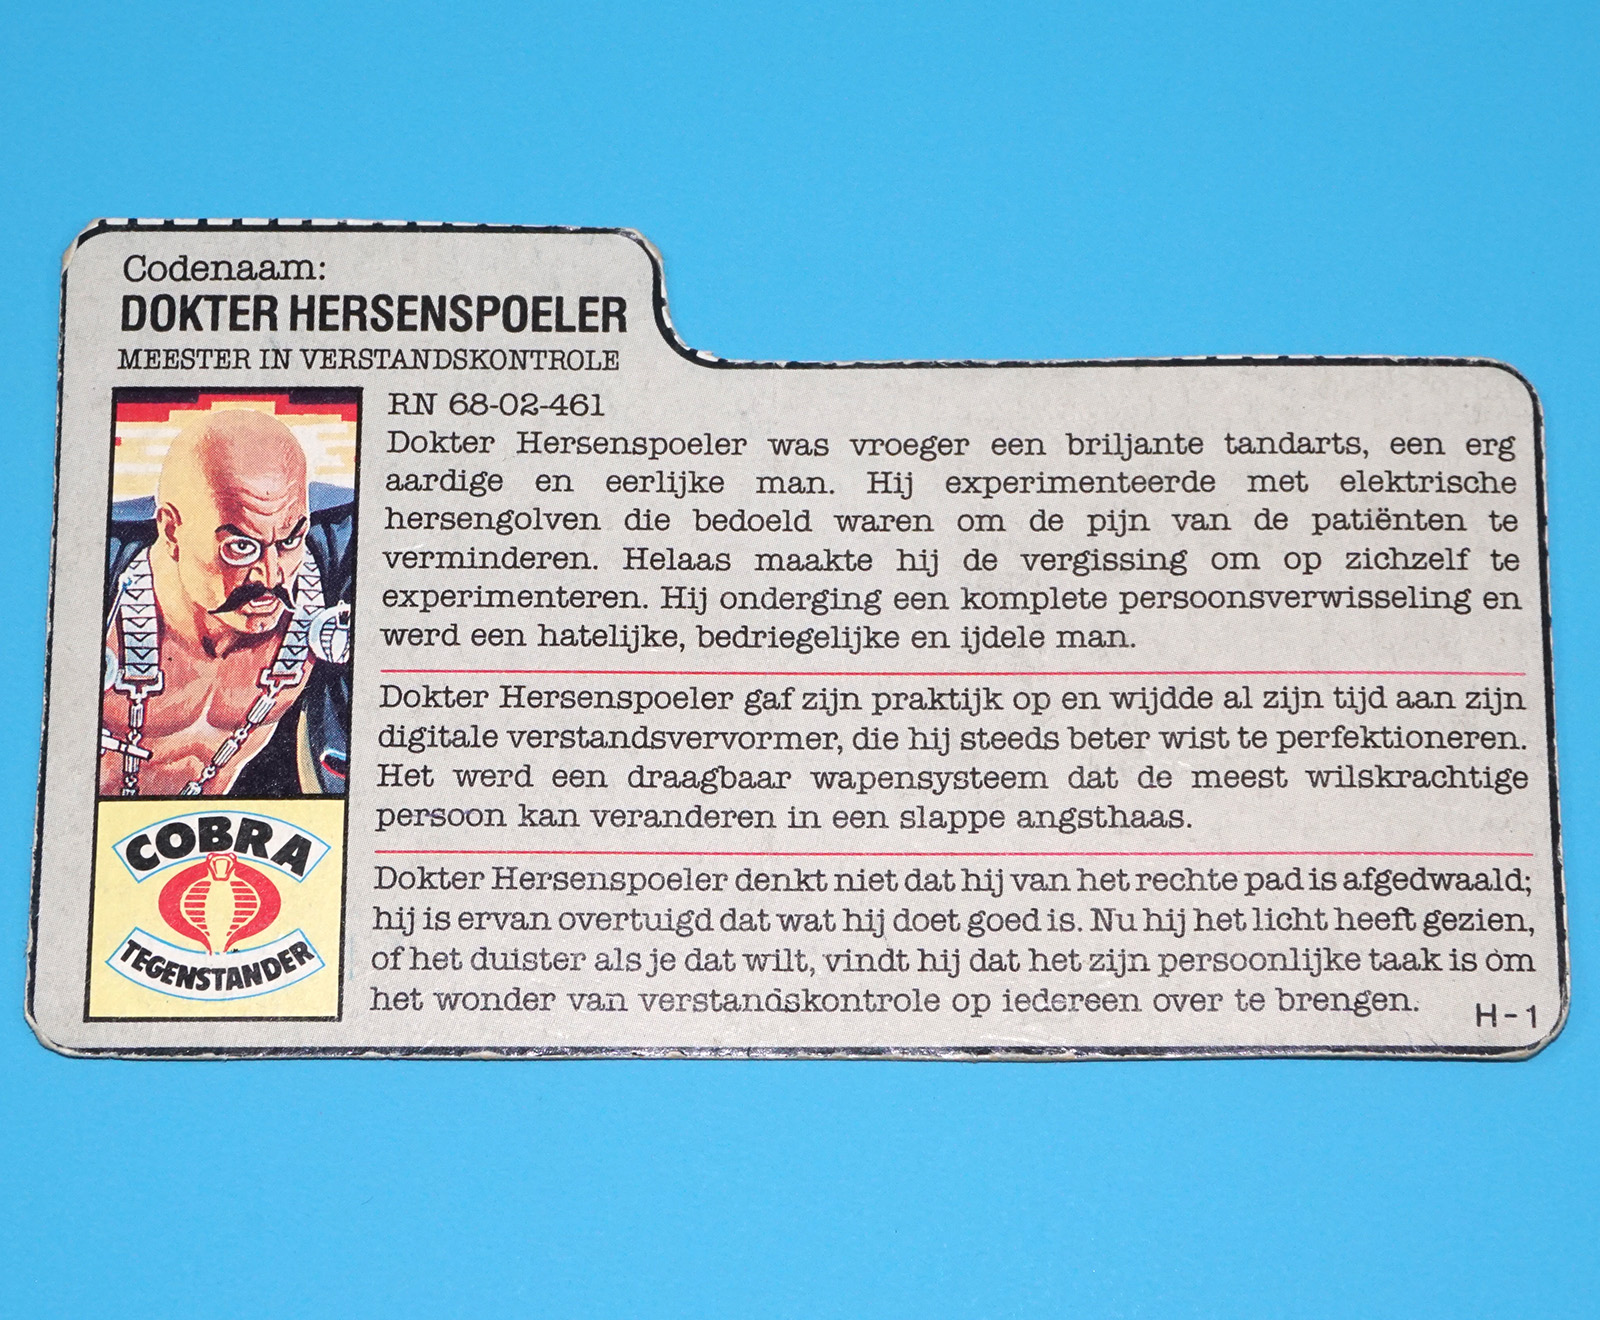 Codenaam:
DOKTER HERSENSPOELER
MEESTER IN VERSTANDSKONTROLE
RN 68-02-461
Dokter Hersenspoeler was vroeger een briljante tandarts, een erg
aardige en eerlijke man. Hij experimenteerde met elektrische
hersengolven die bedoeld waren om de pijn van de patiënten te
verminderen. Helaas maakte hij de vergissing om op zichzelf te
experimenteren. Hij onderging een komplete persoonsverwisseling en
werd een hatelijke, bedriegelijke en ijdele man.
Dokter Hersenspoeler gaf zijn praktijk op en wijdde al zijn tijd aan zijn
digitale verstandsvervormer, die hij steeds beter wist te perfektioneren.
Het werd een draagbaar wapensysteem dat de meest wilskrachtige
persoon kan veranderen in een slappe angsthaas.
Dokter Hersenspoeler denkt niet dat hij van het rechte pad is afgedwaald;
hij is ervan overtuigd dat wat hij doet goed is. Nu hij het licht heeft gezien,
of het duister als je dat wilt, vindt hij dat het zijn persoonlijke taak is om
het wonder van verstandskontrole op iedereen over te brengen.
COBRA
TEGENSTANDER
H-1